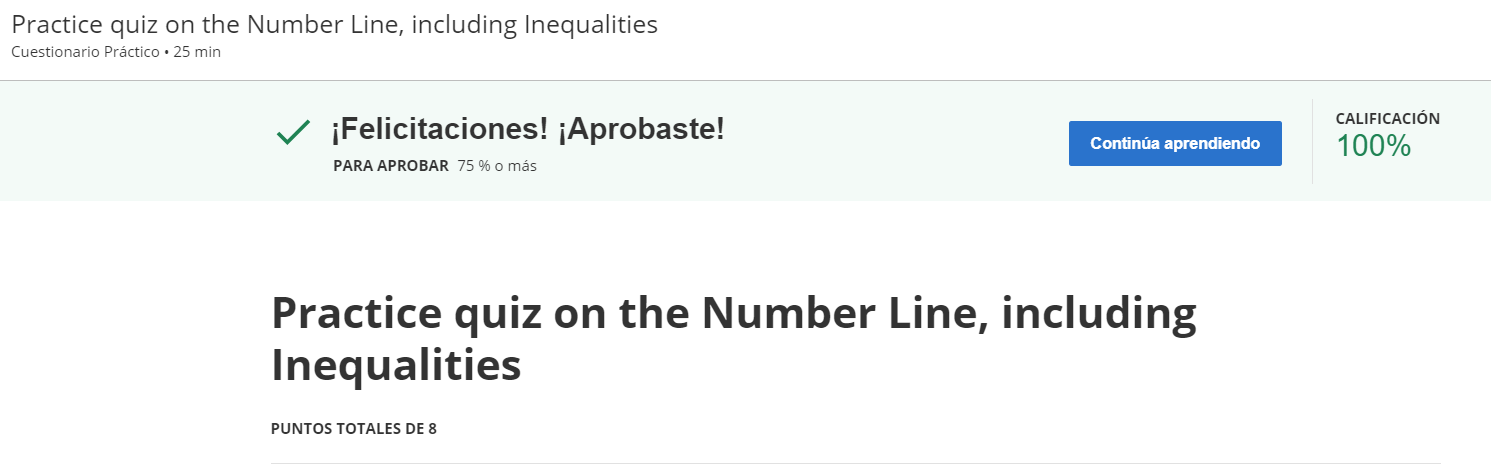 Practice quiz on the Number Line, including Inequalities
Cuestionario Práctico • 25 min
¡Felicitaciones! ¡Aprobaste!
PARA APROBAR 75 % o más
Continúa aprendiendo
CALIFICACIÓN
100%
Practice quiz on the Number Line, including
Inequalities
PUNTOS TOTALES DE 8